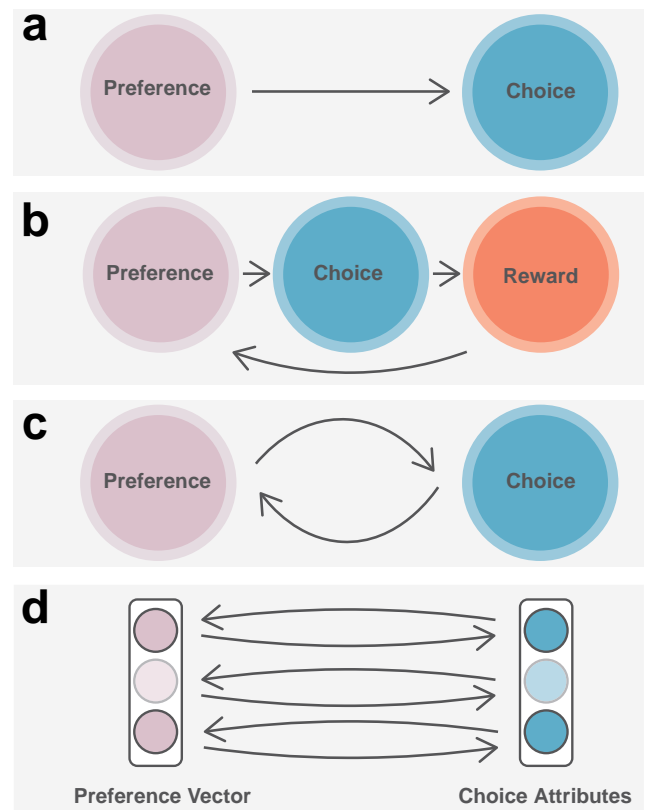 a
Preference
Choice
b
Preference
Choice
Reward
c
Preference
Choice
d
Preference Vector
Choice Attributes